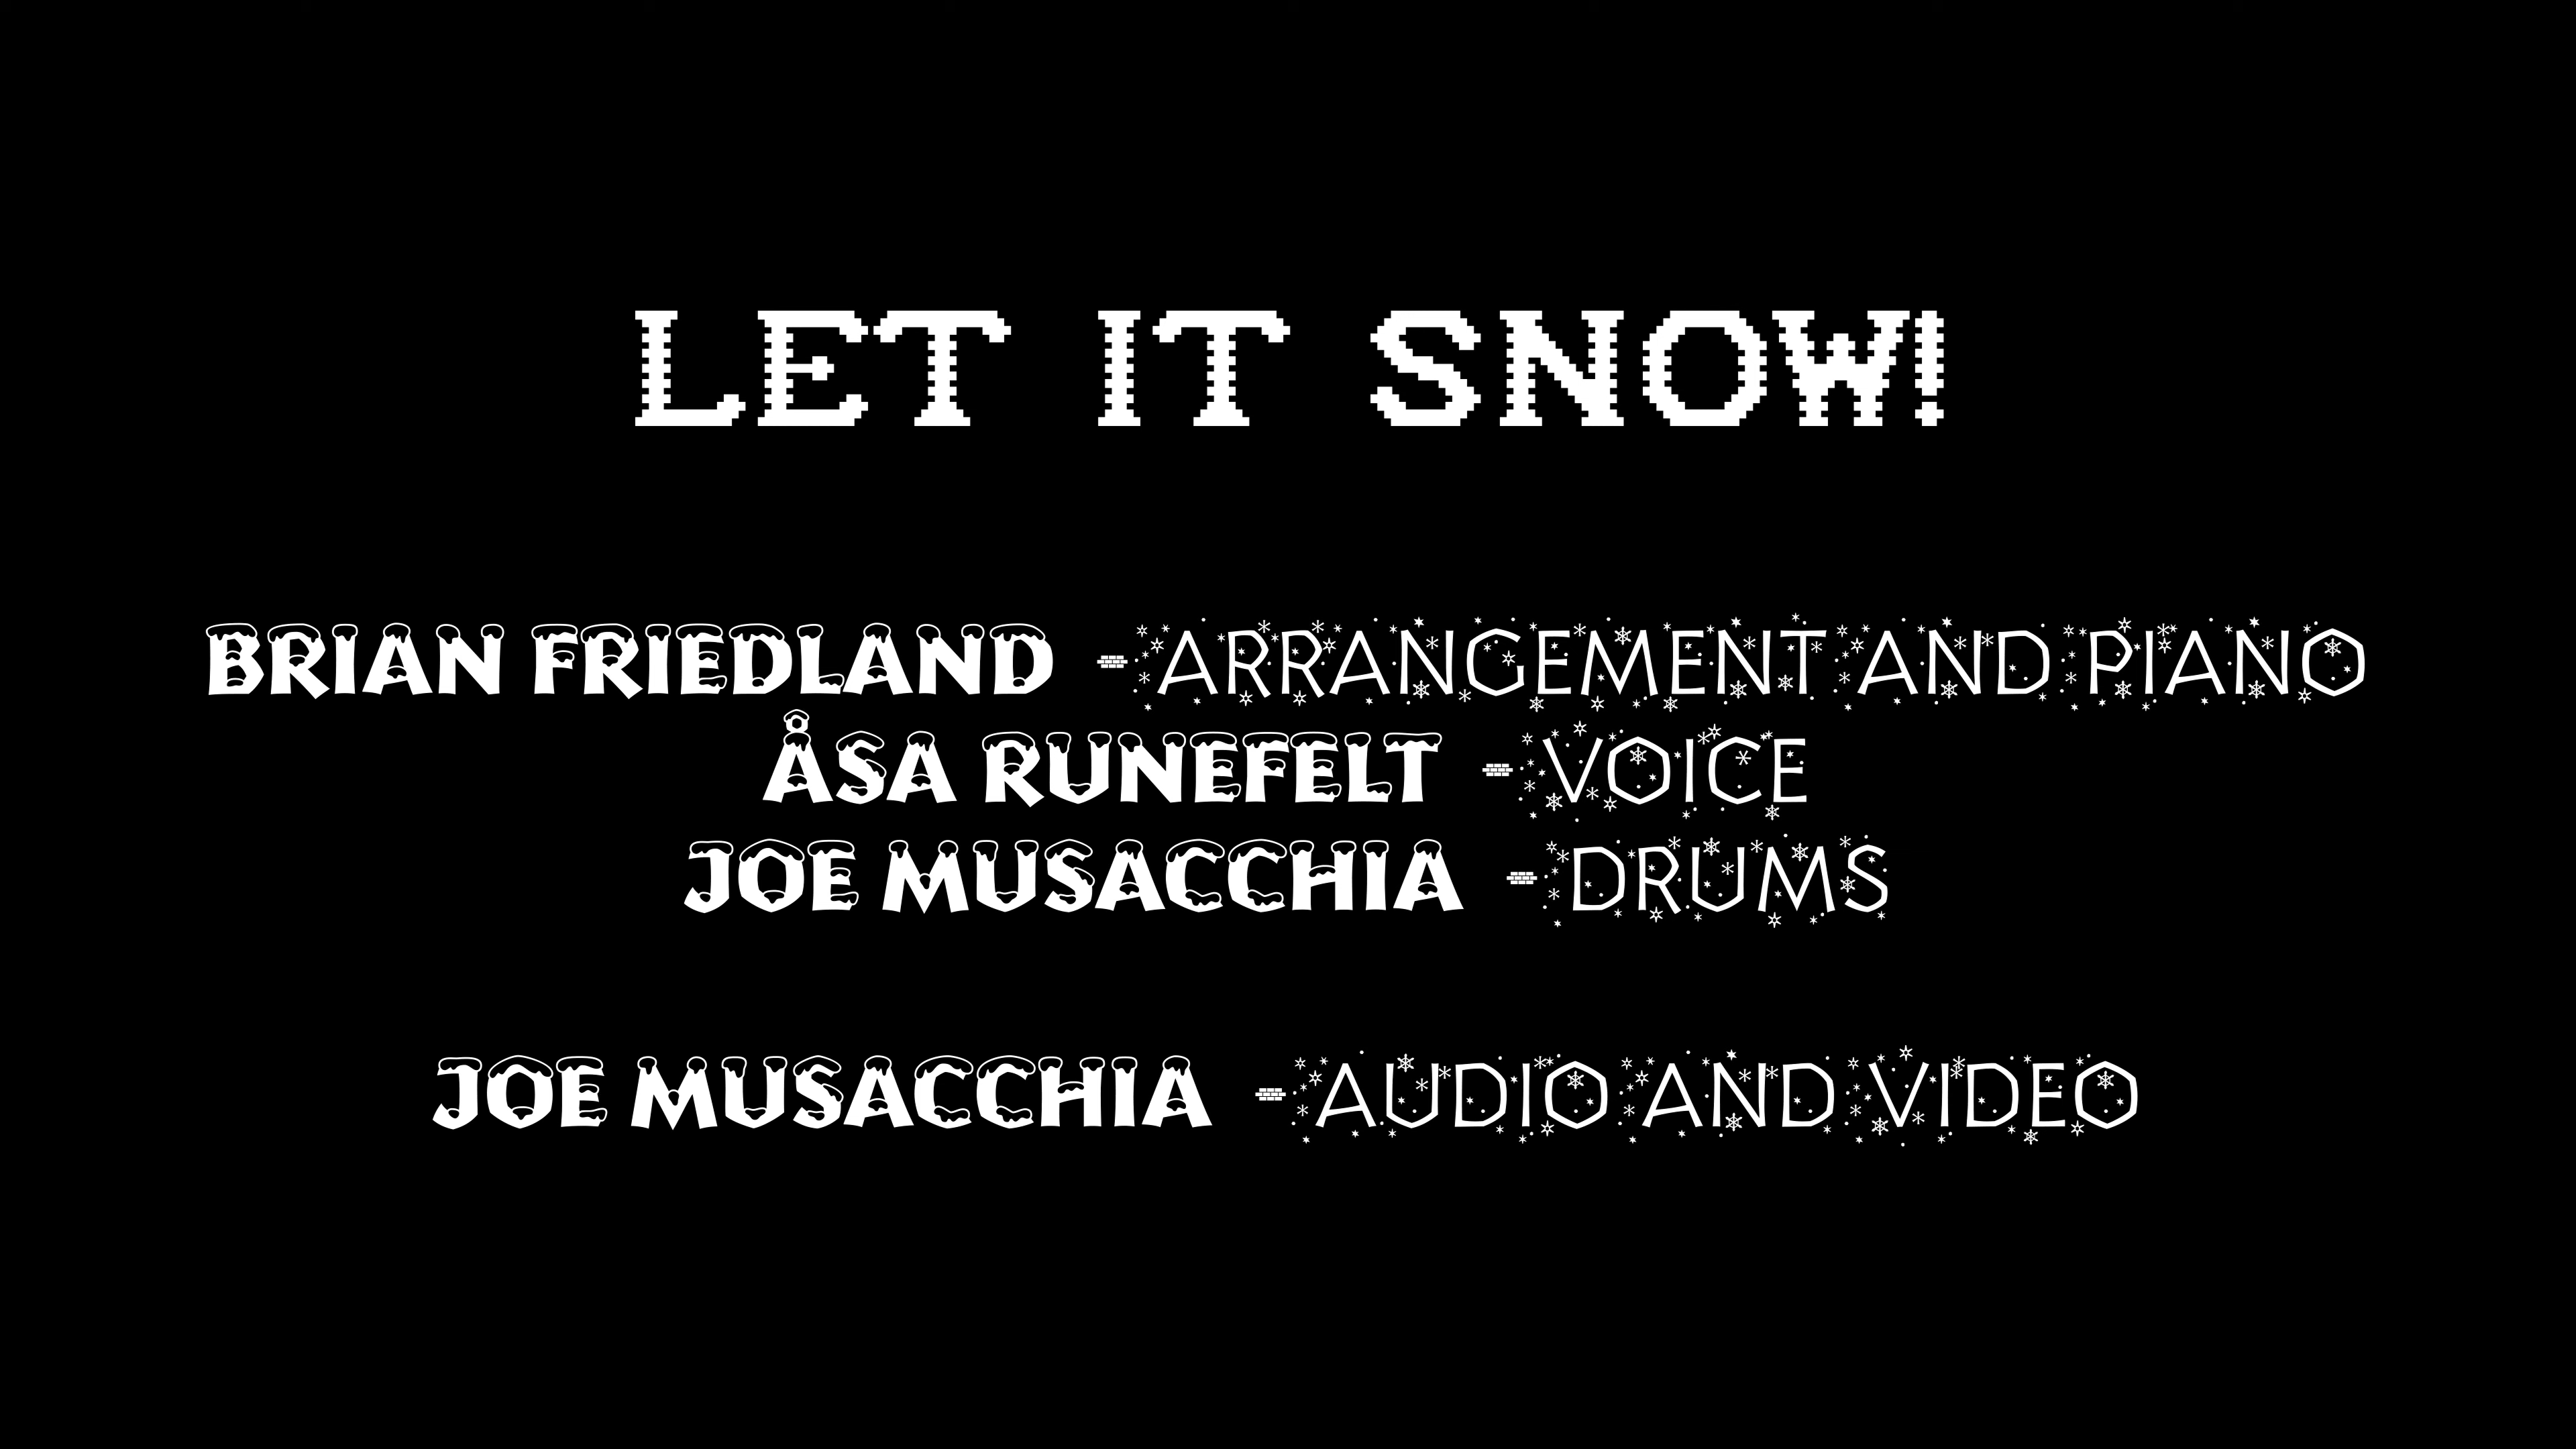 LET IT SNOW!
BRIAN FRIEDLAND - ARRANGEMENT AND PIANO
ÅSA RUNEFELT - VOICE
JOE MUSACCHIA - DRUMS
JOE MUSACCHIA - AUDIO AND VIDEO